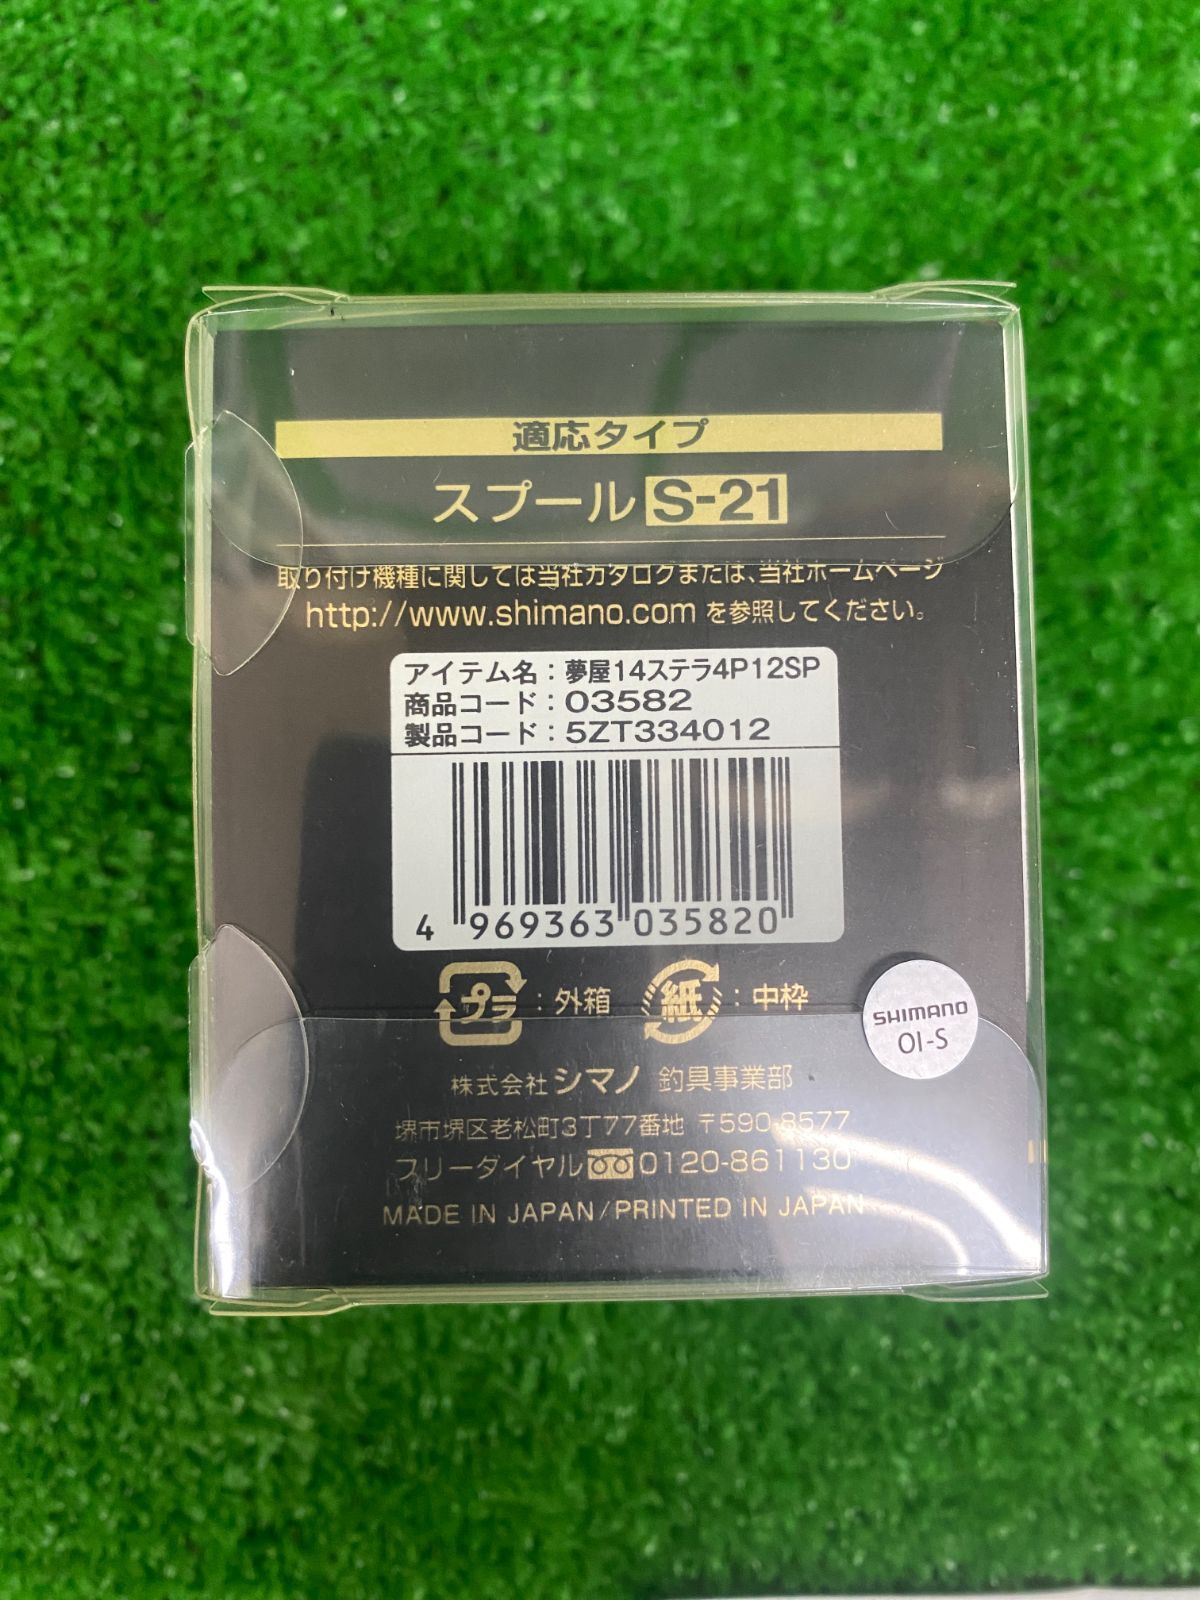 適応タイプ
スプール S-21
取り付け機種に関しては当社カタログまたは、当社ホームページ
http://www.shimano.com を参照してください。
アイテム名：夢屋14ステラ4P12SP
商品コード：03582
製品コード：5ZT334012
4 969363 035820
プラ：外箱 紙：中枠
SHIMANO
OI-S
株式会社 シマノ 釣具事業部
堺市堺区老松町3丁77番地 〒590-8577
フリーダイヤル 0120-861130
MADE IN JAPAN/PRINTED IN JAPAN